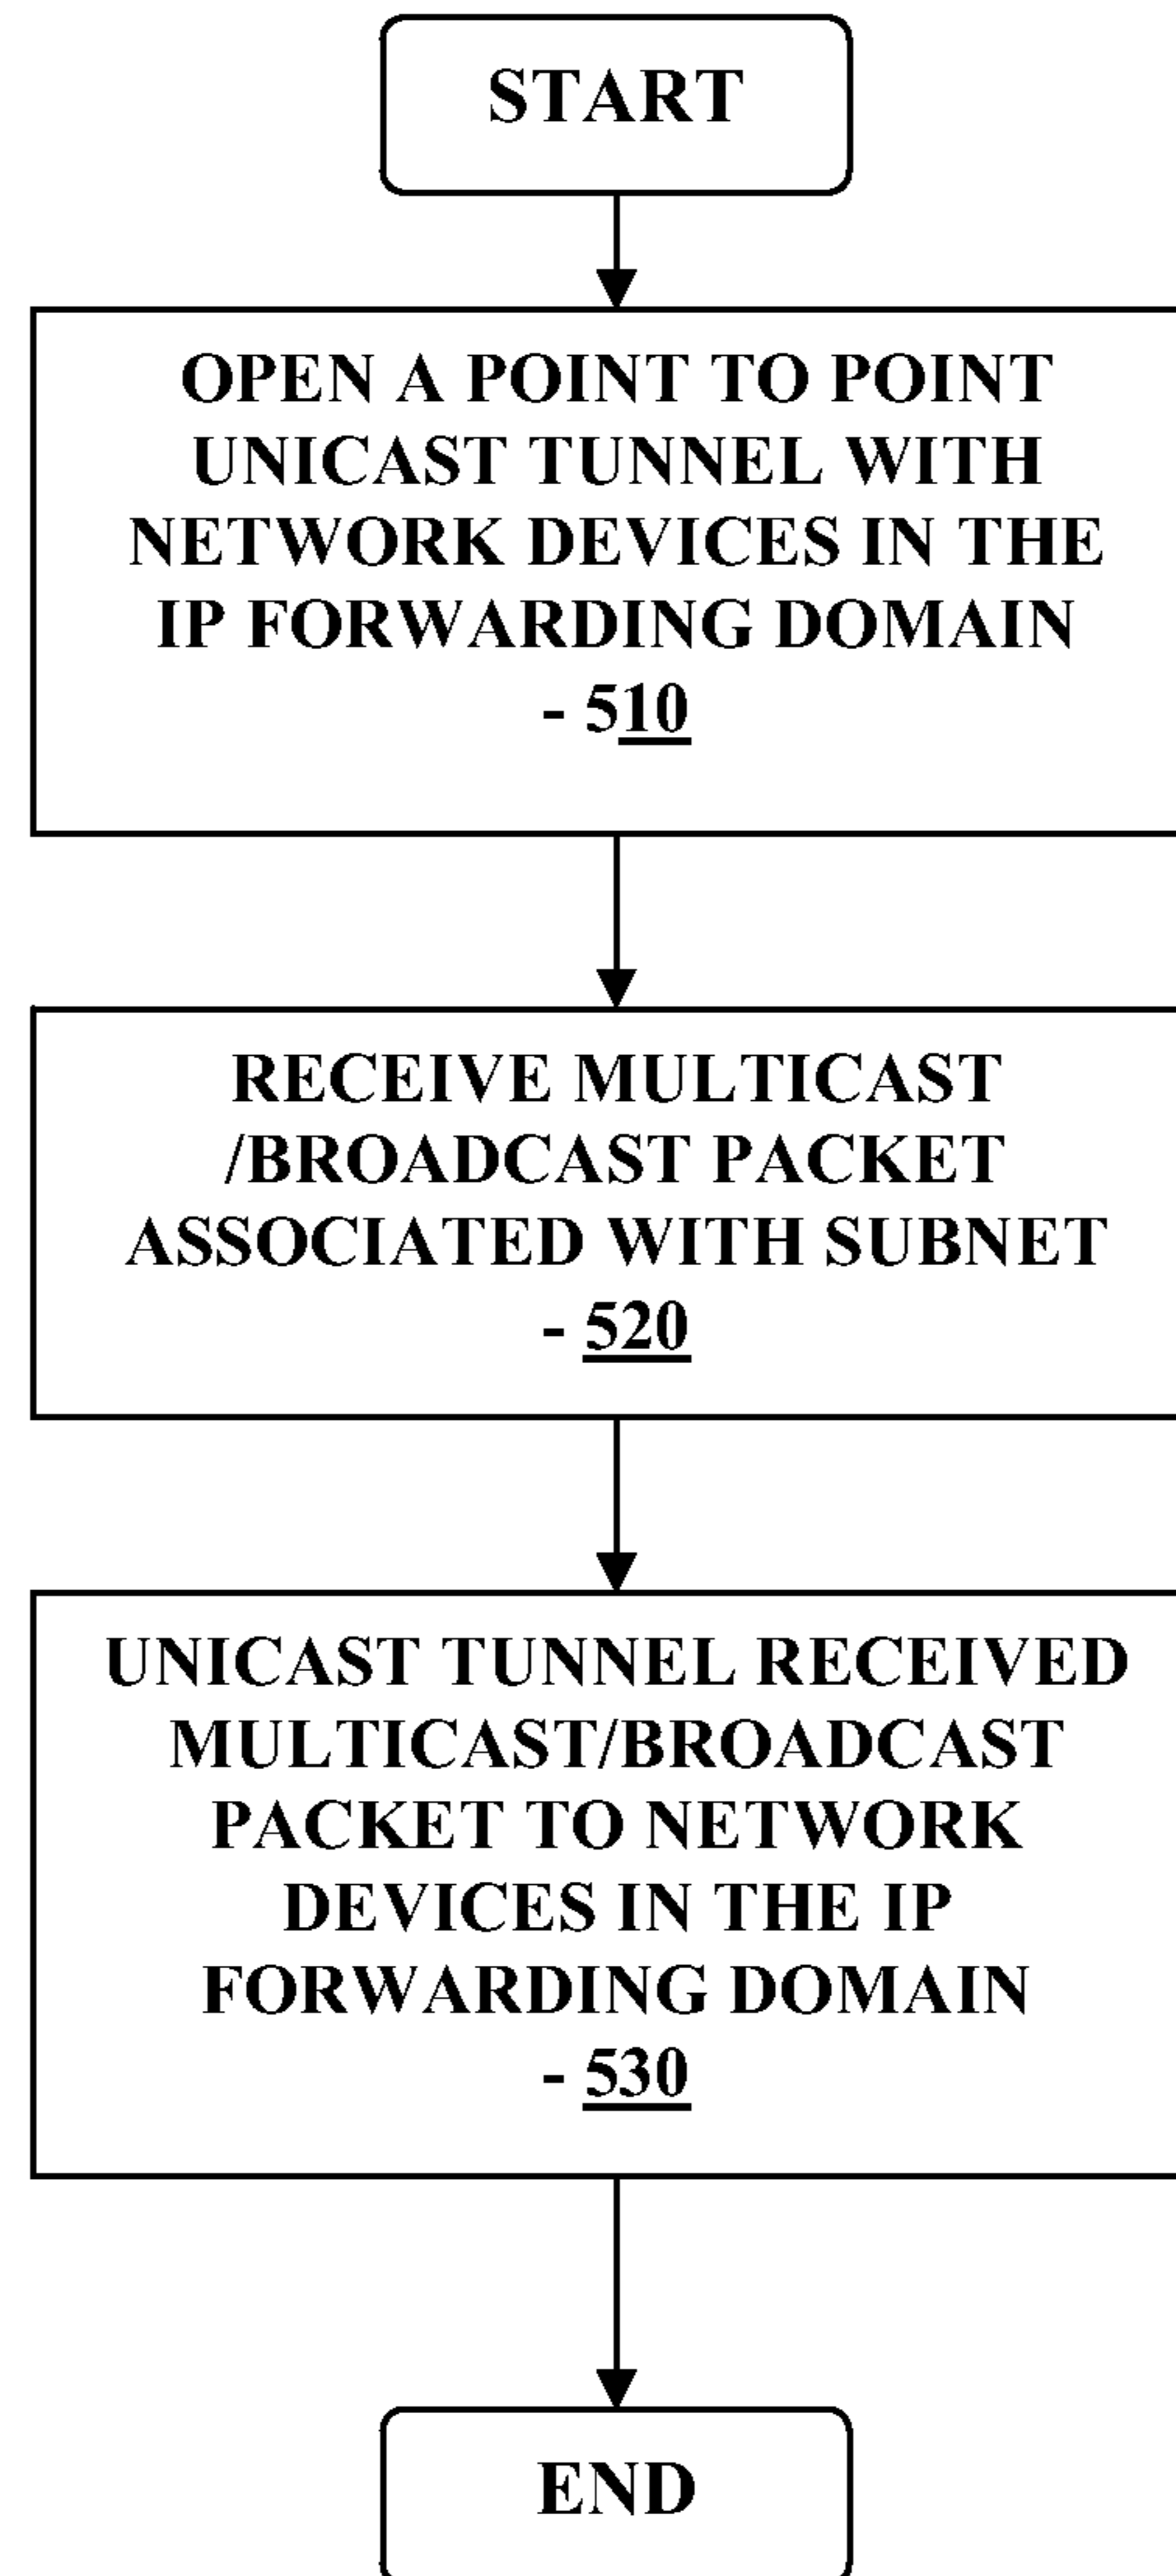 START
OPEN A POINT TO POINT
UNICAST TUNNEL WITH
NETWORK DEVICES IN THE
IP FORWARDING DOMAIN
- 510
RECEIVE MULTICAST
/BROADCAST PACKET
ASSOCIATED WITH SUBNET
- 520
UNICAST TUNNEL RECEIVED
MULTICAST/BROADCAST
PACKET TO NETWORK
DEVICES IN THE IP
FORWARDING DOMAIN
- 530
END